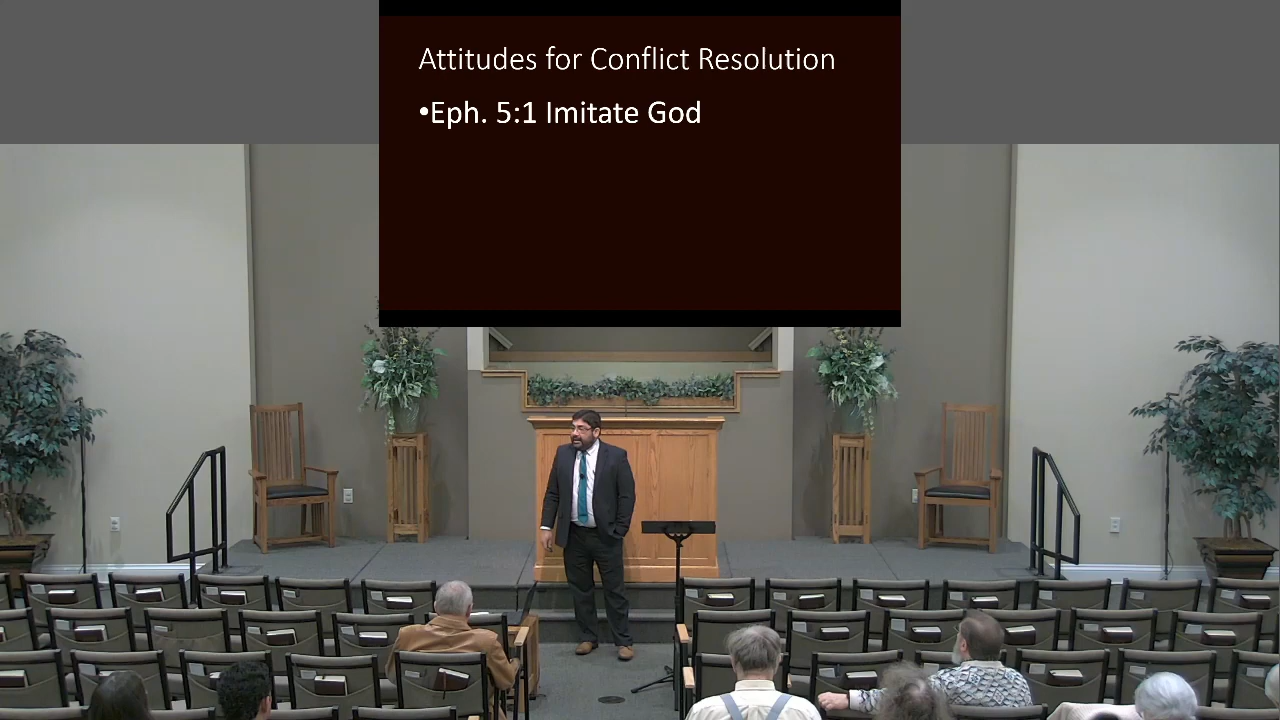 Attitudes for Conflict Resolution
•Eph. 5:1 Imitate God